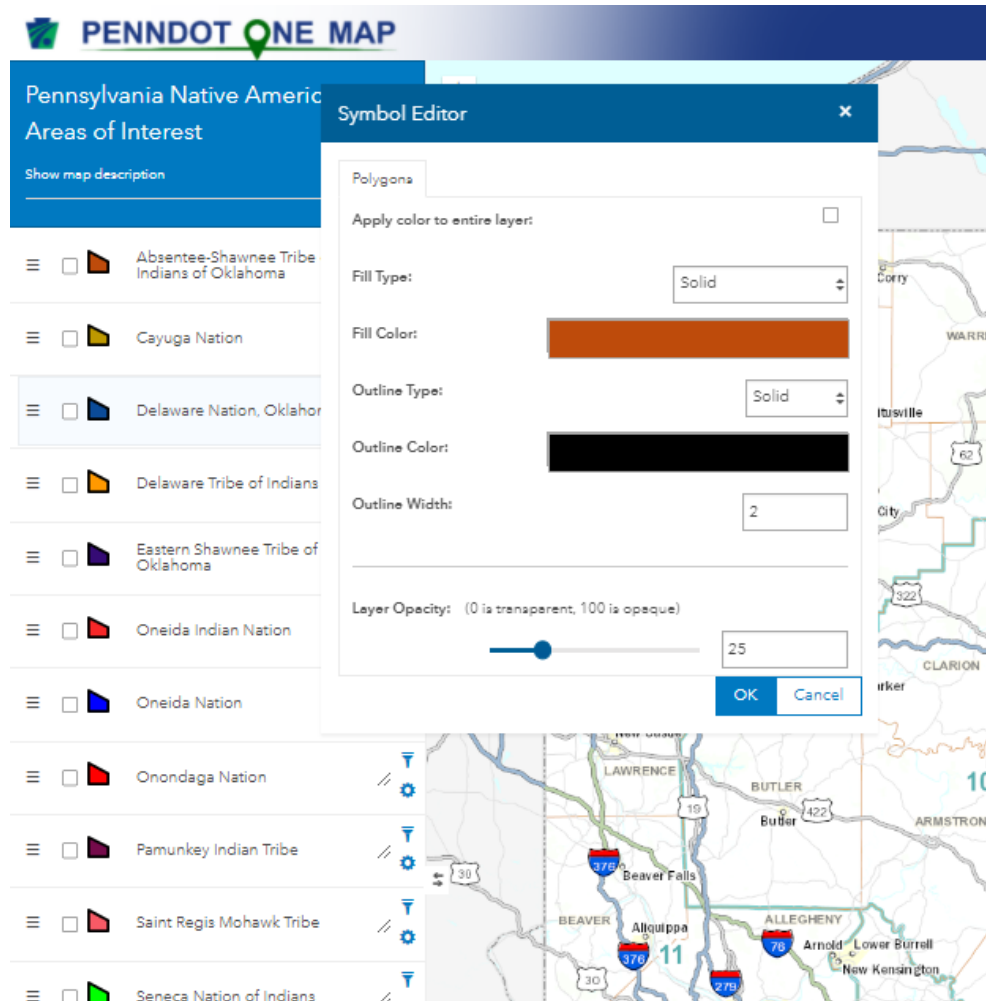 PENNDOT ONE MAP
Pennsylvania Native Americ
Areas of Interest
Show map description
Symbol Editor
×
Polygons
Apply color to entire layer:
Fill Type:
Solid
Fill Color:
Outline Type:
Solid
Outline Color:
Outline Width:
2
Layer Opacity: (0 is transparent, 100 is opaque)
25
OK
Cancel
Absentee-Shawnee Tribe
Indians of Oklahoma
Cayuga Nation
Delaware Nation, Oklahor
Delaware Tribe of Indians
Eastern Shawnee Tribe of
Oklahoma
Oneida Indian Nation
Oneida Nation
Onondaga Nation
Pamunkey Indian Tribe
Saint Regis Mohawk Tribe
Seneca Nation of Indians
Corry
WARR
itusville
62
City
322
CLARION
rker
New Castle
LAWRENCE
BUTLER
10
19
Butler
422
ARMSTRON
376
Beaver Falls
30
BEAVER
Aliquippa
ALLEGHENY
376
11
76
Arnold
Lower Burrell
New Kensington
30
279